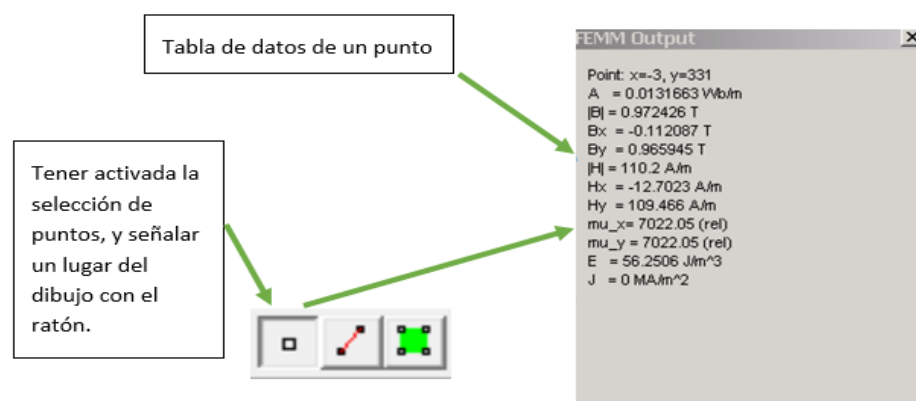 Tabla de datos de un punto
Tener activada la
selección de
puntos, y señalar
un lugar del
dibujo con el
ratón.
FEMM Output
Point: x=-3, y=331
A = 0.0131663 Wb/m
|B| = 0.972426 T
Bx = -0.112087 T
By = 0.965945 T
|H| = 110.2 A/m
Hx = -12.7023 A/m
Hy = 109.466 A/m
mu_x= 7022.05 (rel)
mu_y = 7022.05 (rel)
E = 56.2506 J/m^3
J = 0 MA/m^2